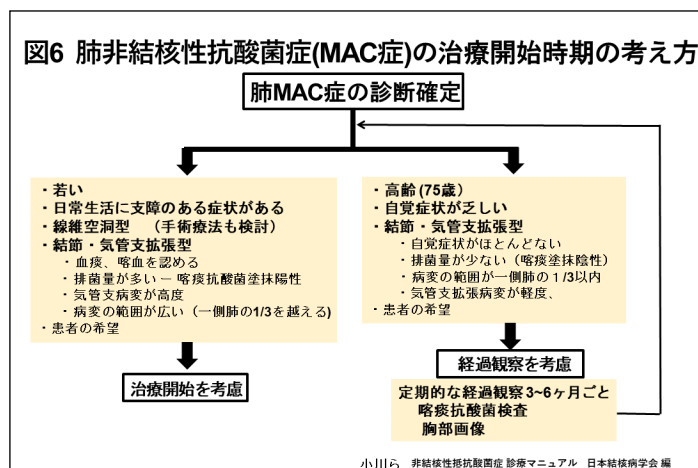 図6 肺非結核性抗酸菌症(MAC症)の治療開始時期の考え方
肺MAC症の診断確定
・若い
・日常生活に支障のある症状がある
・線維空洞型 (手術療法も検討)
・結節・気管支拡張型
・血痰、喀血を認める
・排菌量が多い ー 喀痰抗酸菌塗抹陽性
・気管支病変が高度
・病変の範囲が広い(一側肺の1/3を越える)
・患者の希望
治療開始を考慮
・高齢(75歳)
・自覚症状が乏しい
・結節・気管支拡張型
・自覚症状がほとんどない
・排菌量が少ない(喀痰塗抹陰性)
・病変の範囲が一側肺の1/3以内
・気管支拡張病変が軽度、
・患者の希望
経過観察を考慮
定期的な経過観察 3~6ヶ月ごと
喀痰抗酸菌検査
胸部画像
小川ら 非結核性抵抗酸菌症 診療マニュアル 日本結核病学会 編